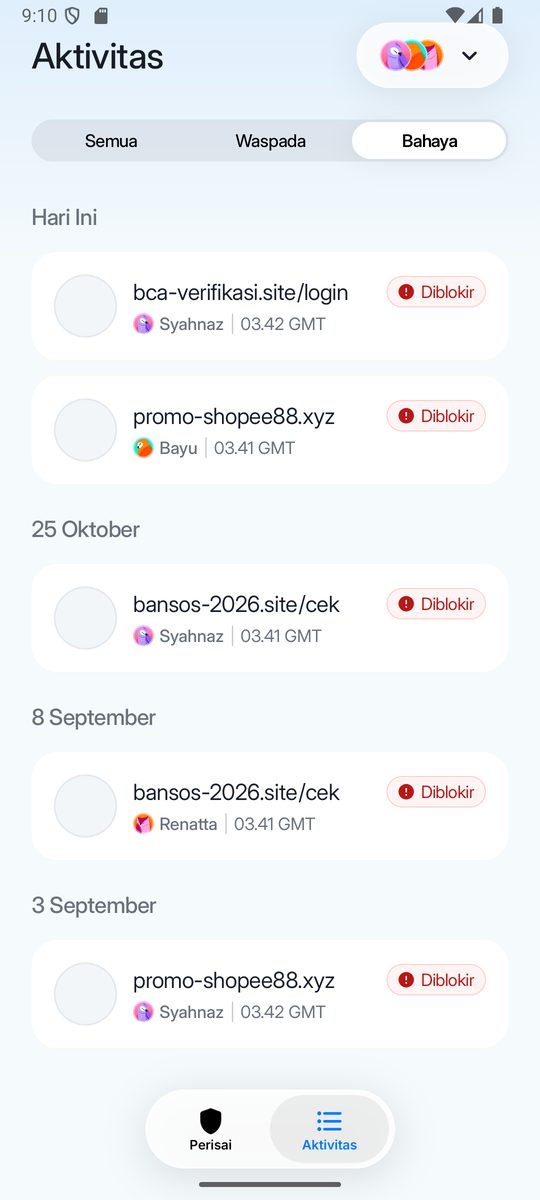 9:10
Aktivitas
Semua Waspada Bahaya
Hari Ini
bca-verifikasi.site/login Diblokir
Syahnaz | 03.42 GMT
promo-shopee88.xyz Diblokir
Bayu | 03.41 GMT
25 Oktober
bansos-2026.site/cek Diblokir
Syahnaz | 03.41 GMT
8 September
bansos-2026.site/cek Diblokir
Renatta | 03.41 GMT
3 September
promo-shopee88.xyz Diblokir
Syahnaz | 03.42 GMT
Perisai Aktivitas